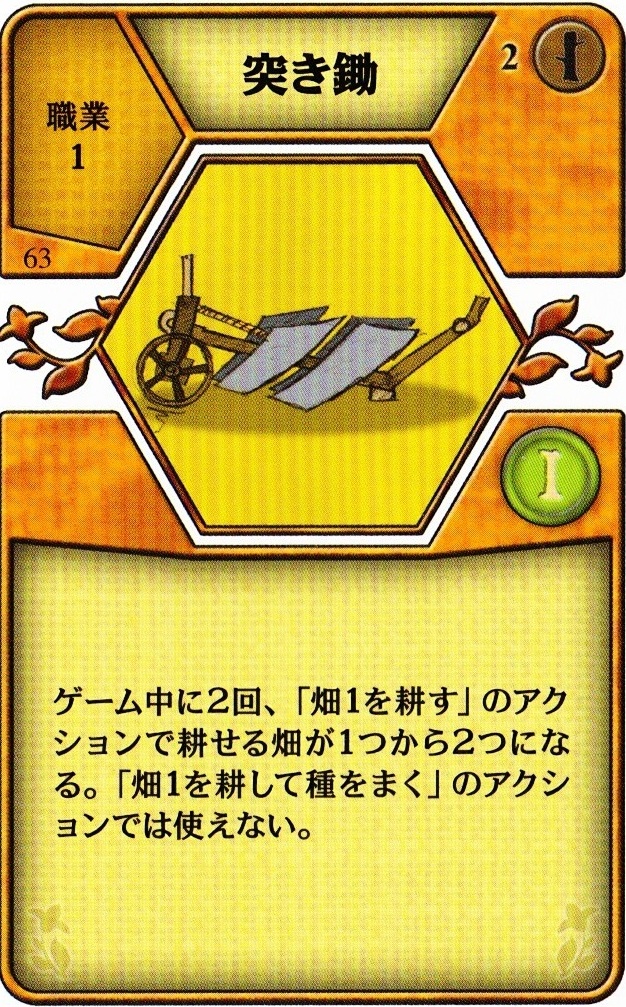 突き鋤
2
職業
1
63
I
ゲーム中に2回、「畑1を耕す」のアク
ションで耕せる畑が1つから2つにな
る。「畑1を耕して種をまく」のアクシ
ョンでは使えない。